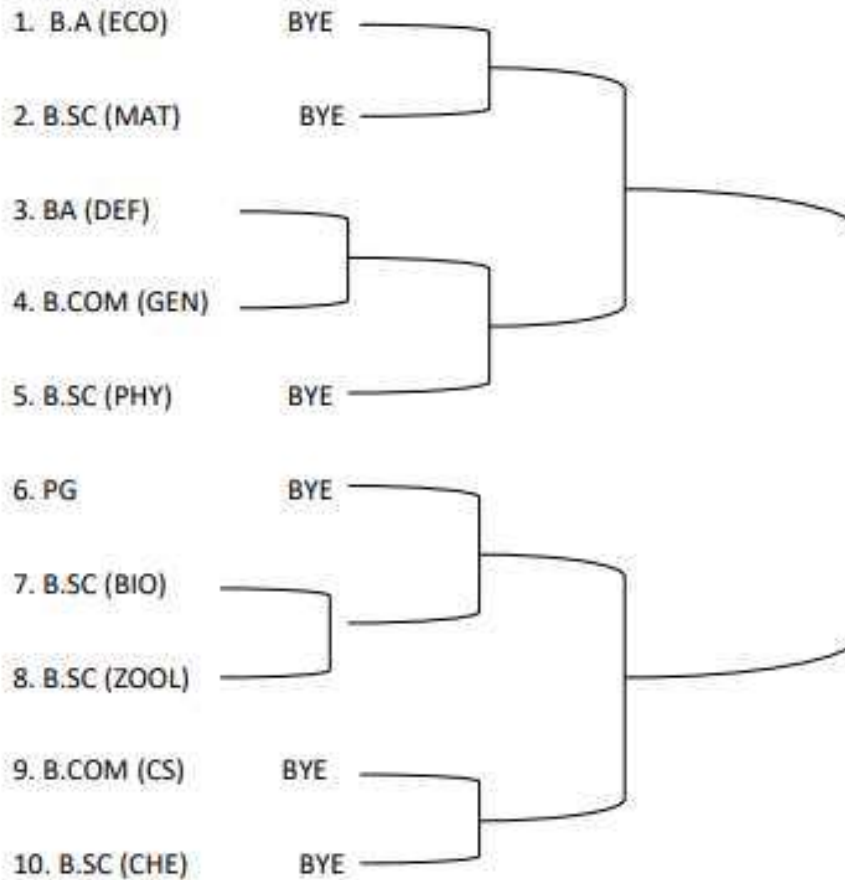 1. B.A (ECO) BYE
2. B.SC (MAT) BYE
3. BA (DEF)
4. B.COM (GEN)
5. B.SC (PHY) BYE
6. PG BYE
7. B.SC (BIO)
8. B.SC (ZOOL)
9. B.COM (CS) BYE
10. B.SC (CHE) BYE